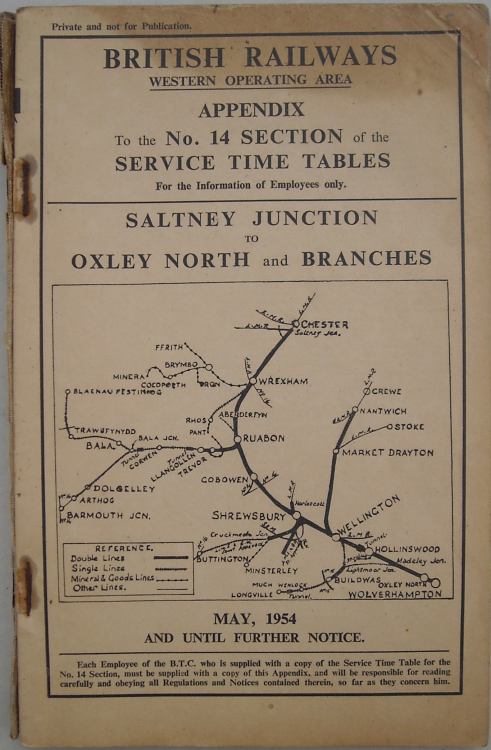 Private and not for Publication.
BRITISH RAILWAYS
WESTERN OPERATING AREA
APPENDIX
To the No. 14 SECTION of the
SERVICE TIME TABLES
For the Information of Employees only.
SALTNEY JUNCTION
TO
OXLEY NORTH and BRANCHES
L.M.R.
L.M.R.
CHESTER
Saltney Jcn.
FFRITH
BRYMBO
MINERA
COEDPOETH
WREXHAM
CREWE
BLAENAU FESTINIOG
NANTWICH
RHOS
ABERDERFYN
STOKE
PANT
TRAWSFYNYDD
BALA JCN.
RUABON
BALA
MARKET DRAYTON
Tunnel
CORWEN
LLANGOLLEN
TREVOR
GOBOWEN
DOLGELLEY
ARTHOG
BARMOUTH JCN.
SHREWSBURY
WELLINGTON
Crucimeole Jcn.
HOLLINSWOOD
REFERENCE.
Double Lines
Single Lines
Mineral & Goods Lines
Other Lines.
BUTTINGTON
Madeley Jcn.
MINSTERLEY
Lightmoor Jcn.
BUILDWAS
MUCH WENLOCK
OXLEY NORTH
LONGVILLE
Tunnel.
WOLVERHAMPTON
MAY, 1954
AND UNTIL FURTHER NOTICE.
Each Employee of the B.T.C. who is supplied with a copy of the Service Time Table for the
No. 14 Section, must be supplied with a copy of this Appendix, and will be responsible for reading
carefully and obeying all Regulations and Notices contained therein, so far as they concern him.